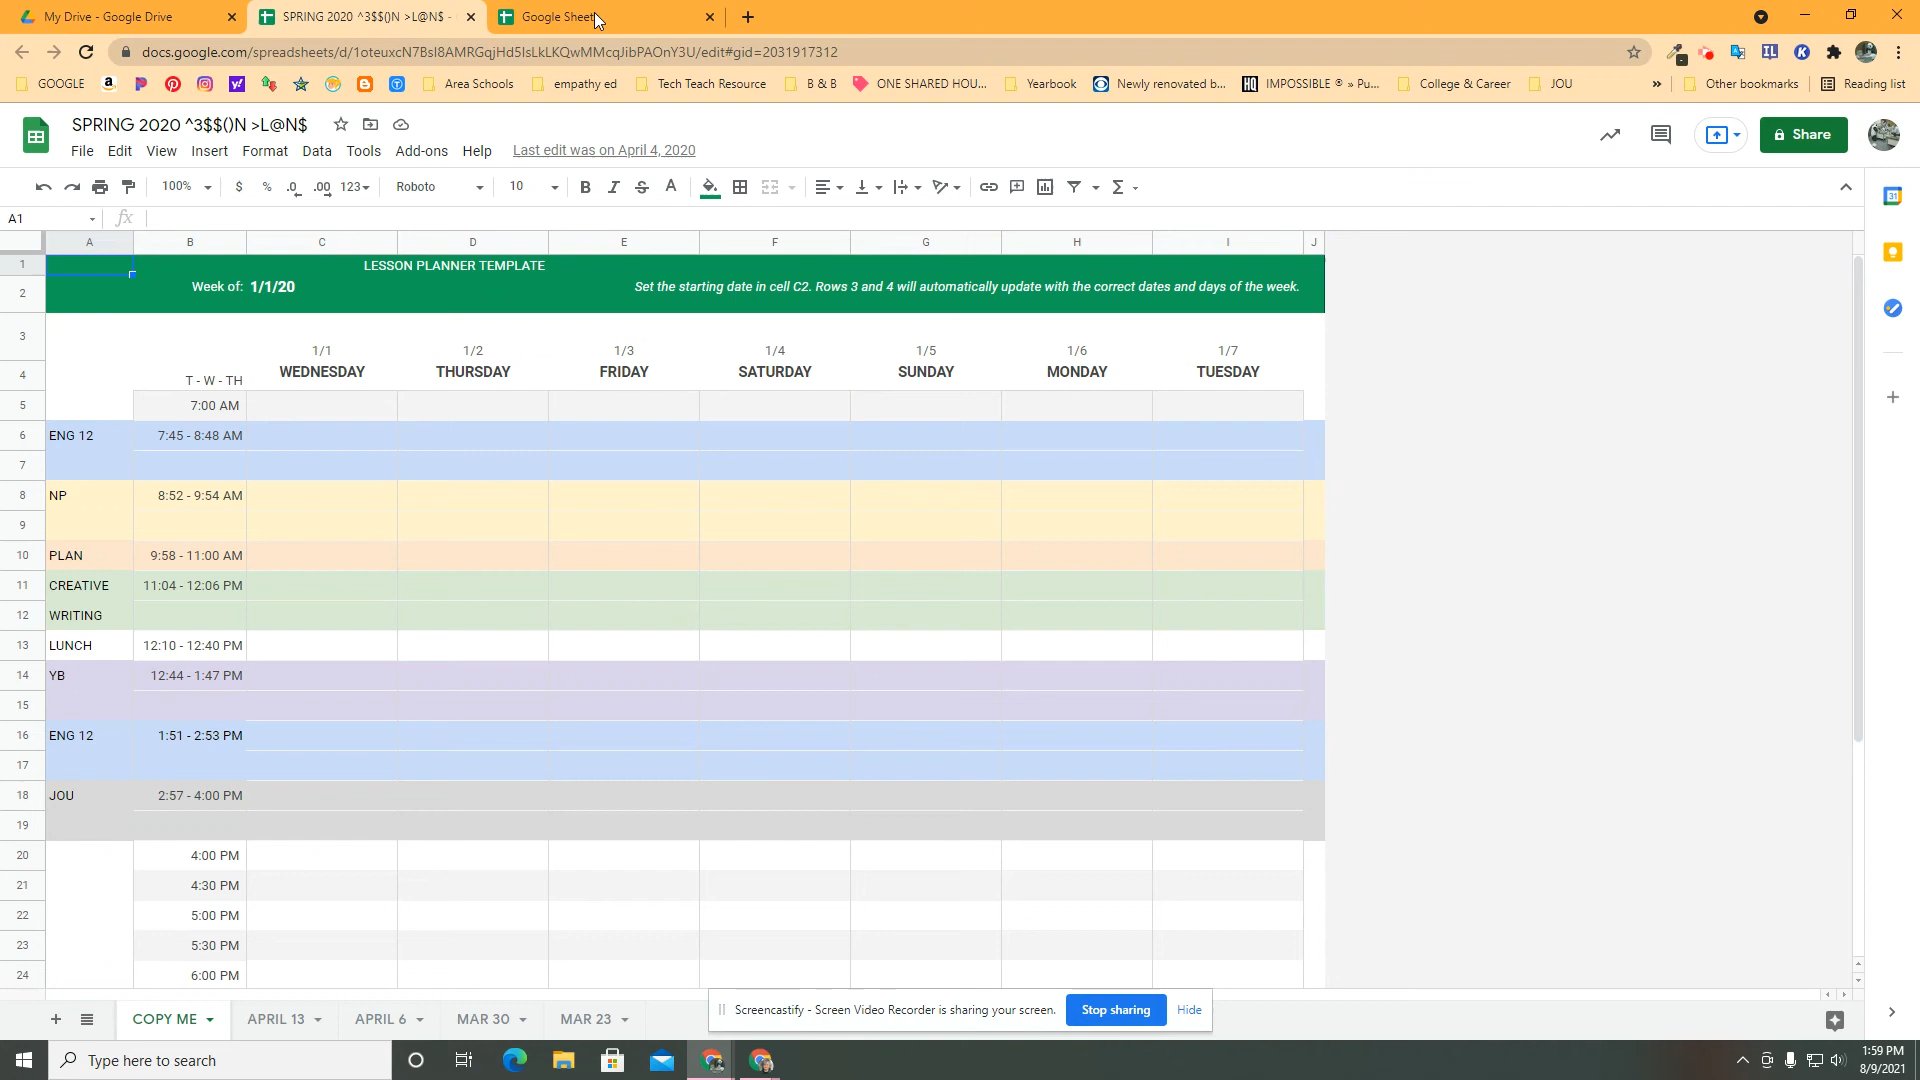 My Drive - Google Drive
SPRING 2020 ^3$$()N >L@N$ -
Google Sheets
docs.google.com/spreadsheets/d/1oteuxcN7BsI8AMRGqjHd5IsLkLKQwMMcqJibPAOnY3U/edit#gid=2031917312
GOOGLE
Area Schools
empathy ed
Tech Teach Resource
B & B
ONE SHARED HOU...
Yearbook
Newly renovated b...
IMPOSSIBLE ® » Pu...
College & Career
JOU
»
Other bookmarks
Reading list
SPRING 2020 ^3$$()N >L@N$
File Edit View Insert Format Data Tools Add-ons Help Last edit was on April 4, 2020
Share
100% $ % .0 .00 123 Roboto 10 B I S A
A1 fx
A B C D E F G H I J
1 LESSON PLANNER TEMPLATE
2 Week of: 1/1/20 Set the starting date in cell C2. Rows 3 and 4 will automatically update with the correct dates and days of the week.
3 1/1 1/2 1/3 1/4 1/5 1/6 1/7
4 T - W - TH WEDNESDAY THURSDAY FRIDAY SATURDAY SUNDAY MONDAY TUESDAY
5 7:00 AM
6 ENG 12 7:45 - 8:48 AM
7
8 NP 8:52 - 9:54 AM
9
10 PLAN 9:58 - 11:00 AM
11 CREATIVE 11:04 - 12:06 PM
12 WRITING
13 LUNCH 12:10 - 12:40 PM
14 YB 12:44 - 1:47 PM
15
16 ENG 12 1:51 - 2:53 PM
17
18 JOU 2:57 - 4:00 PM
19
20 4:00 PM
21 4:30 PM
22 5:00 PM
23 5:30 PM
24 6:00 PM
COPY ME APRIL 13 APRIL 6 MAR 30 MAR 23
Screencastify - Screen Video Recorder is sharing your screen. Stop sharing Hide
Type here to search
1:59 PM
8/9/2021